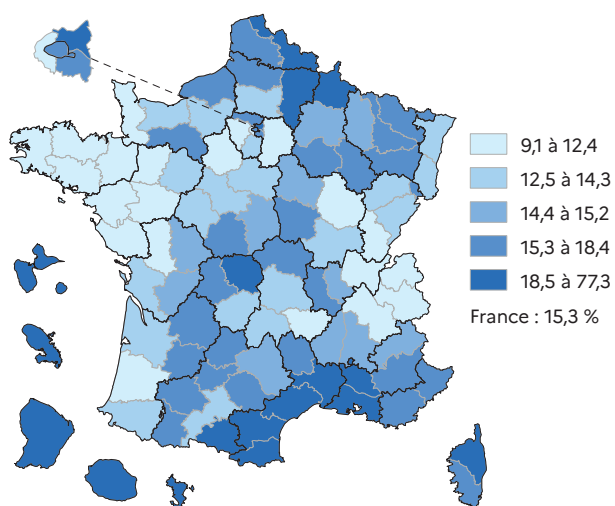 9,1 à 12,4
12,5 à 14,3
14,4 à 15,2
15,3 à 18,4
18,5 à 77,3
France : 15,3 %